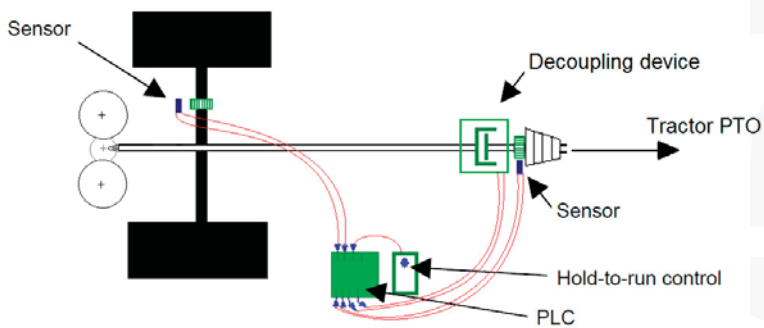 Sensor
Decoupling device
Tractor PTO
Sensor
Hold-to-run control
PLC